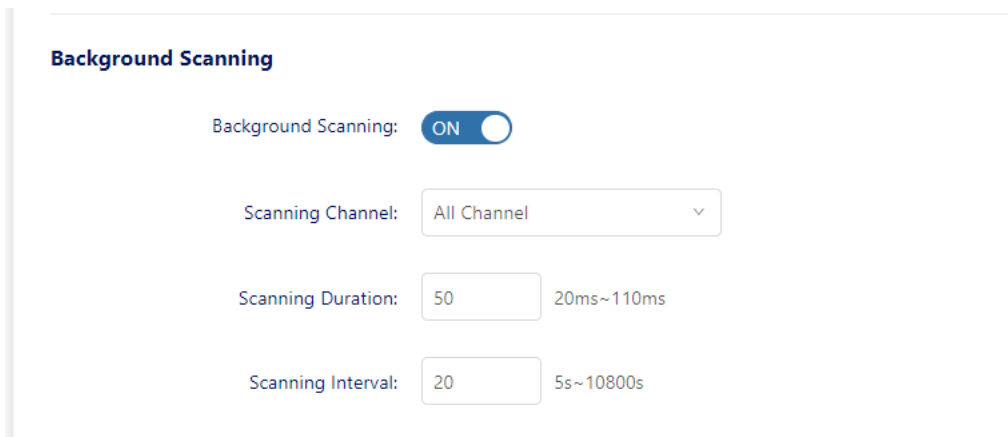 Background Scanning
Background Scanning: ON
Scanning Channel: All Channel
Scanning Duration: 50 20ms~110ms
Scanning Interval: 20 5s~10800s